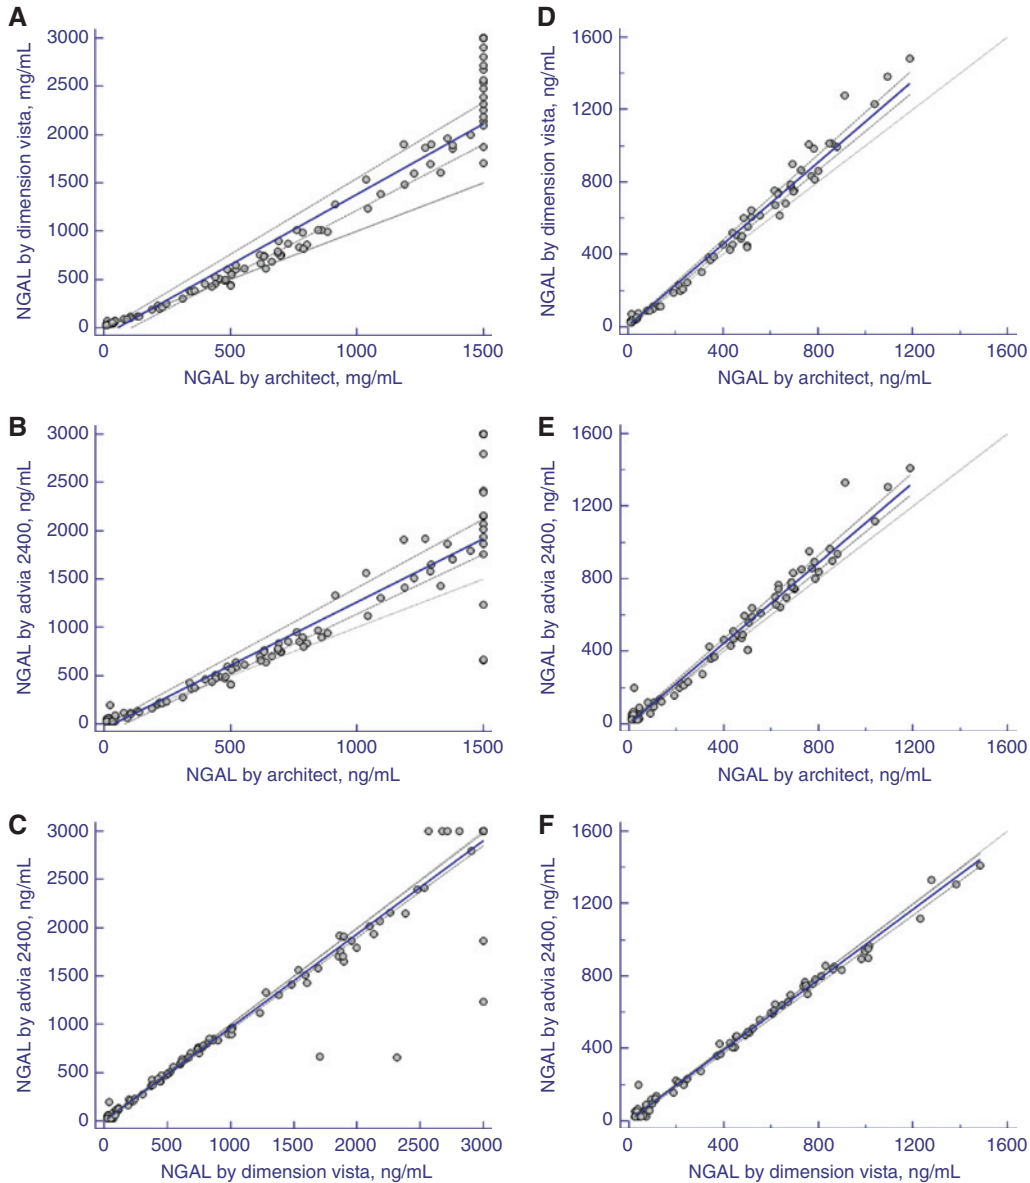 A
NGAL by dimension vista, mg/mL
3000
2500
2000
1500
1000
500
0
0 500 1000 1500
NGAL by architect, mg/mL
D
NGAL by dimension vista, ng/mL
1600
1200
800
400
0
0 400 800 1200 1600
NGAL by architect, ng/mL
B
NGAL by advia 2400, ng/mL
3000
2500
2000
1500
1000
500
0
0 500 1000 1500
NGAL by architect, ng/mL
E
NGAL by advia 2400, ng/mL
1600
1200
800
400
0
0 400 800 1200 1600
NGAL by architect, ng/mL
C
NGAL by advia 2400, ng/mL
3000
2500
2000
1500
1000
500
0
0 500 1000 1500 2000 2500 3000
NGAL by dimension vista, ng/mL
F
NGAL by advia 2400, ng/mL
1600
1200
800
400
0
0 400 800 1200 1600
NGAL by dimension vista, ng/mL